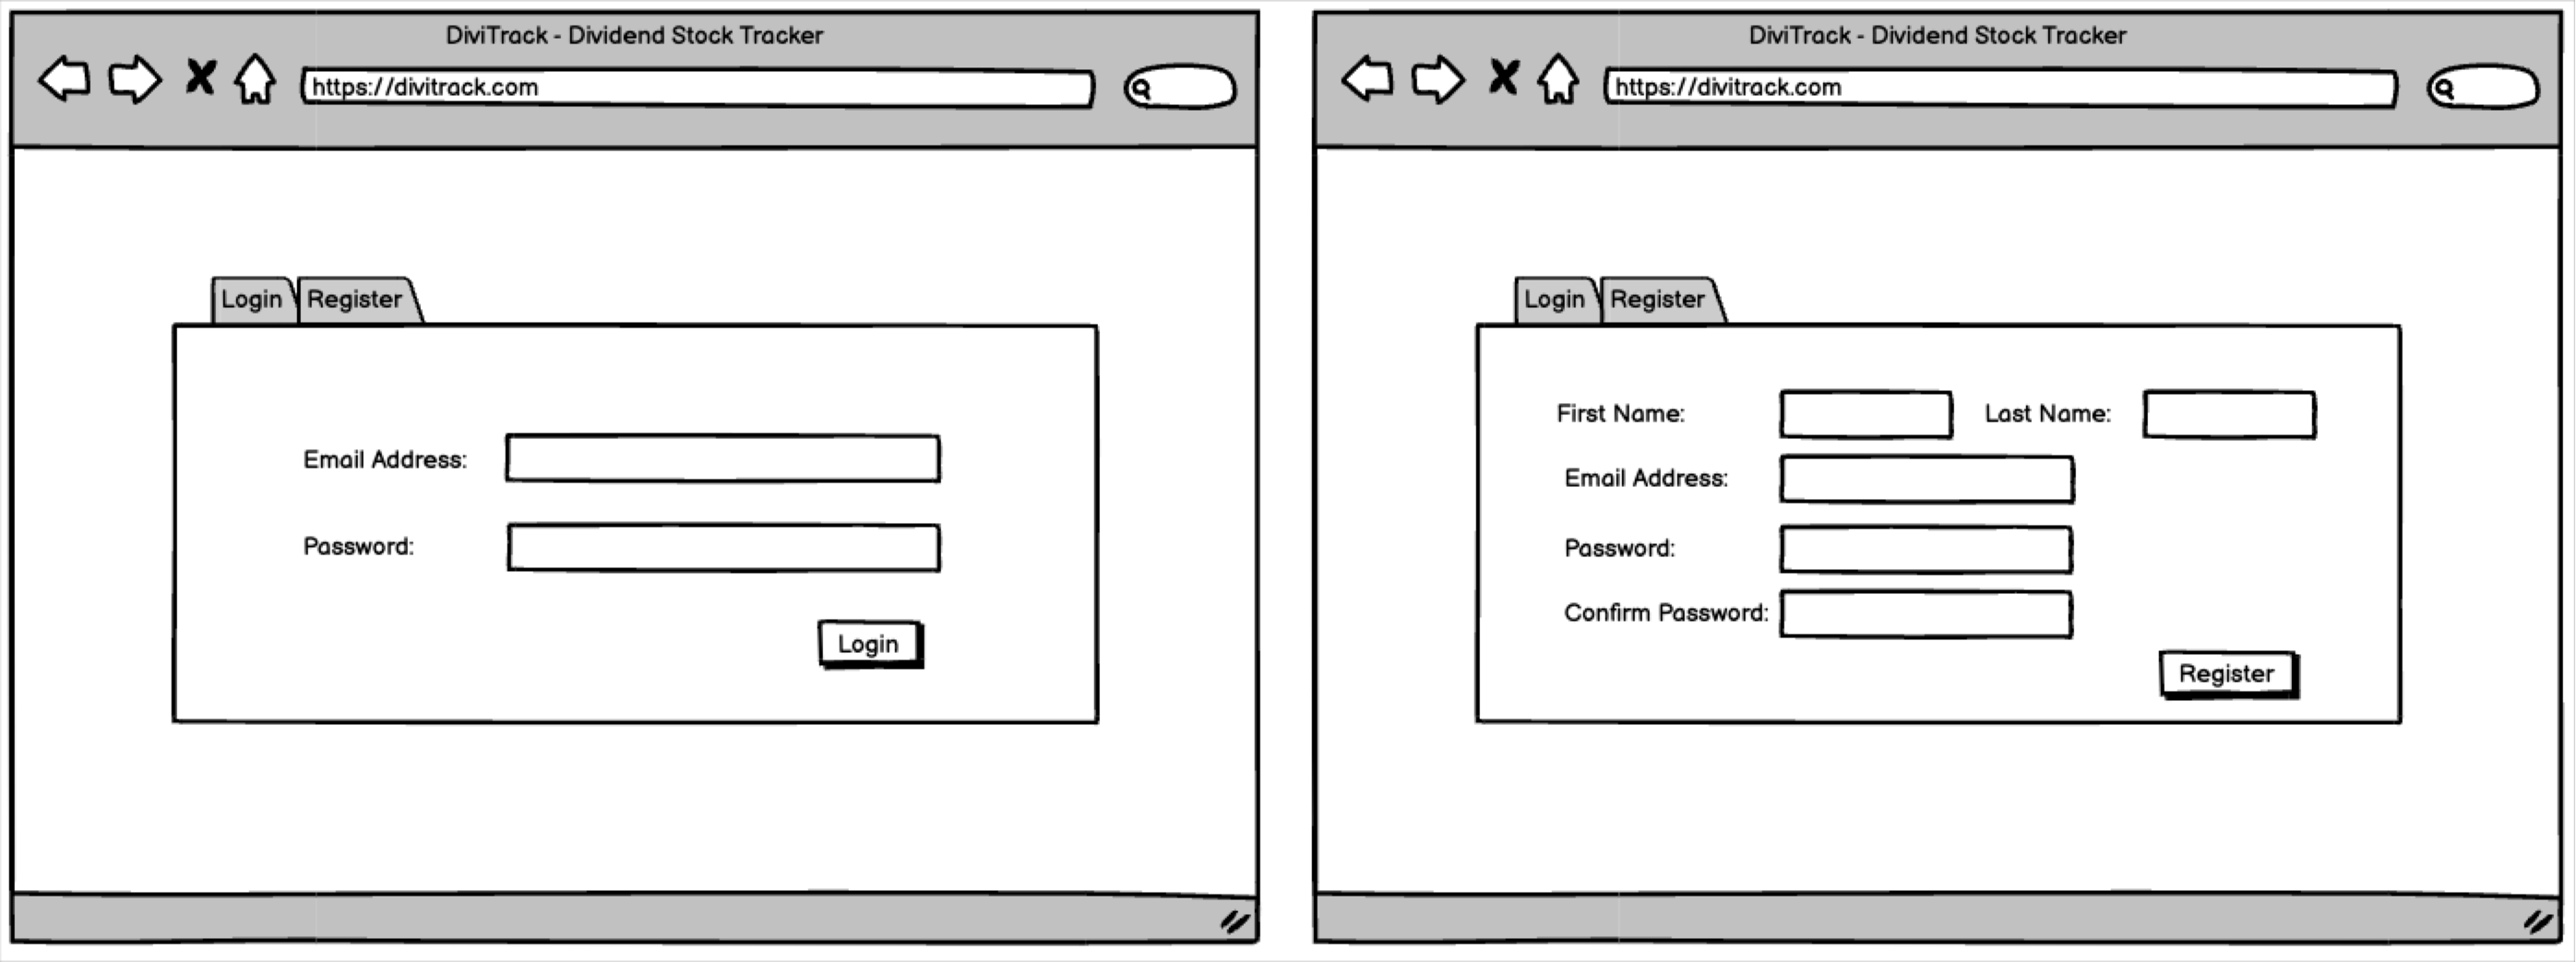 DiviTrack - Dividend Stock Tracker
https://divitrack.com
Login
Register
Email Address:
Password:
Login
DiviTrack - Dividend Stock Tracker
https://divitrack.com
Login
Register
First Name:
Last Name:
Email Address:
Password:
Confirm Password:
Register